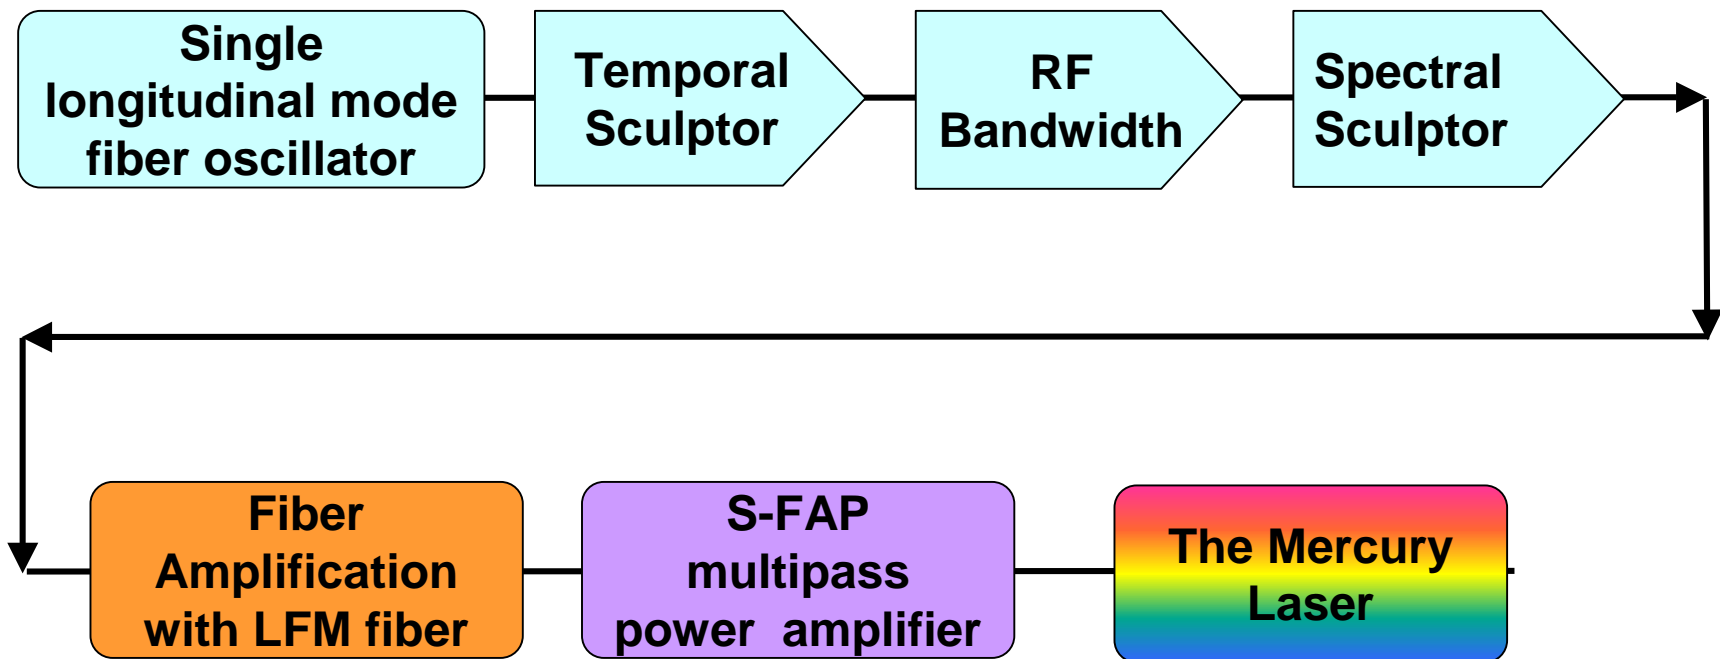 Single
longitudinal mode
fiber oscillator
Temporal
Sculptor
RF
Bandwidth
Spectral
Sculptor
Fiber
Amplification
with LFM fiber
S-FAP
multipass
power amplifier
The Mercury
Laser